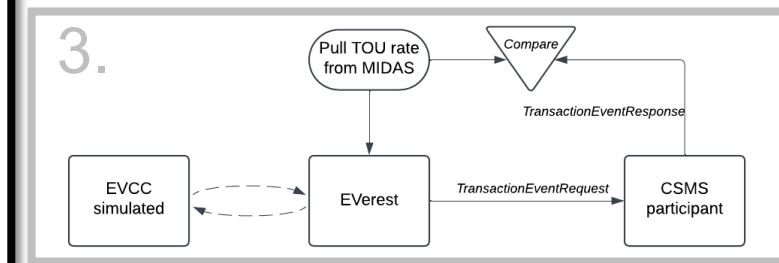 3.
Pull TOU rate
from MIDAS
Compare
TransactionEventResponse
EVCC
simulated
EVerest
TransactionEventRequest
CSMS
participant